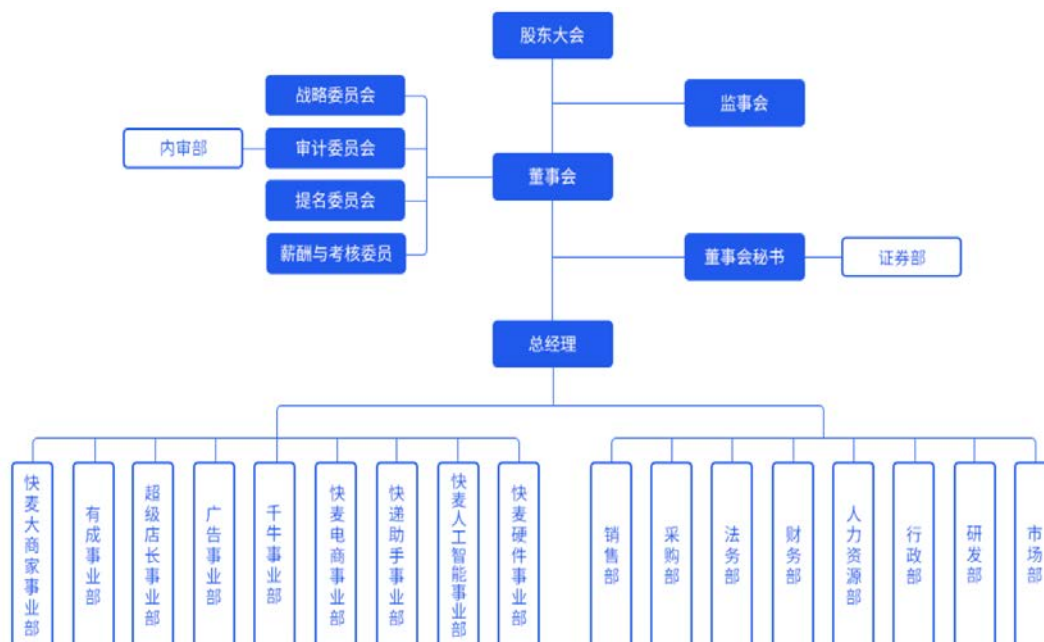 股东大会
战略委员会
监事会
内审部
审计委员会
董事会
提名委员会
薪酬与考核委员
董事会秘书
证券部
总经理
快麦大商家事业部
有成事业部
超级店长事业部
广告事业部
千牛事业部
快麦电商事业部
快递助手事业部
快麦人工智能事业部
快麦硬件事业部
销售部
采购部
法务部
财务部
人力资源部
行政部
研发部
市场部